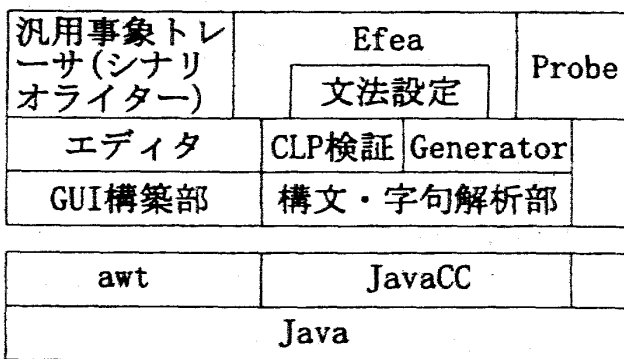 汎用事象トレ
ーサ(シナリ
オライター)
Efea
文法設定
Probe
エディタ
CLP検証
Generator
GUI構築部
構文・字句解析部
awt
JavaCC
Java